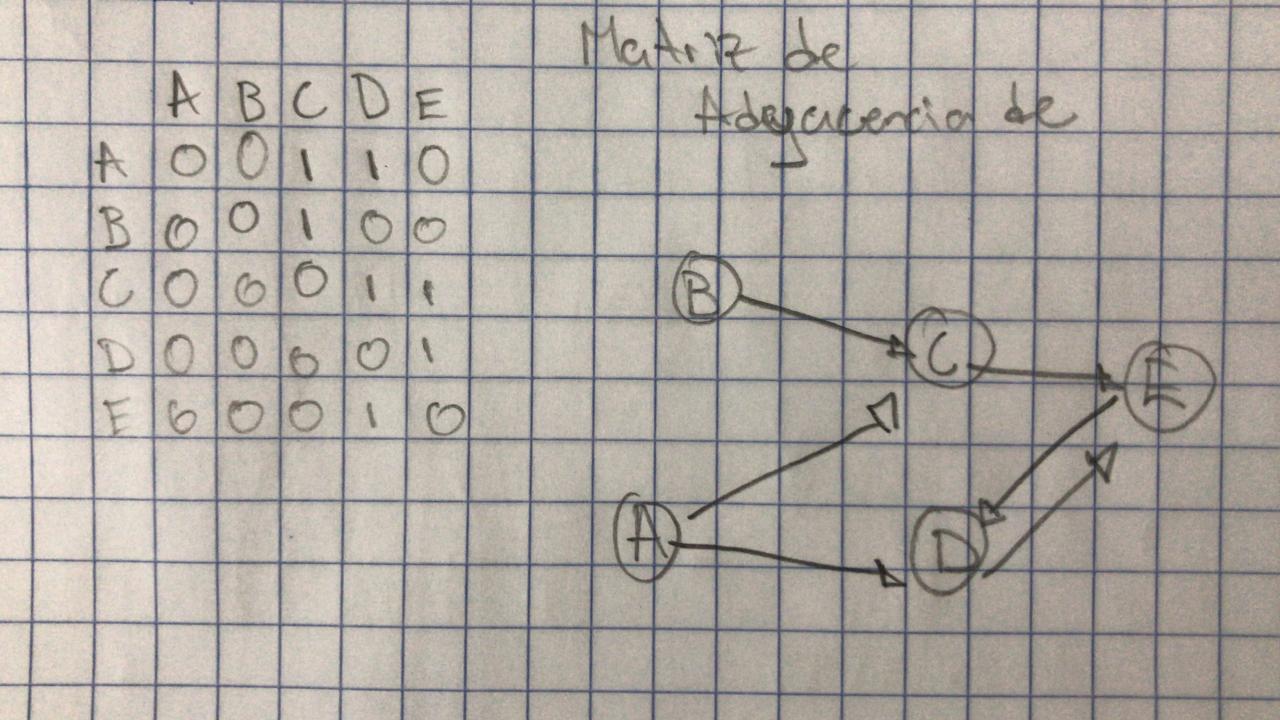 Matriz de
Adyacencia de
A B C D E
A 0 0 1 1 0
B 0 0 1 0 0
C 0 0 0 1 1
D 0 0 0 0 1
E 0 0 0 1 0
B
C
E
A
D